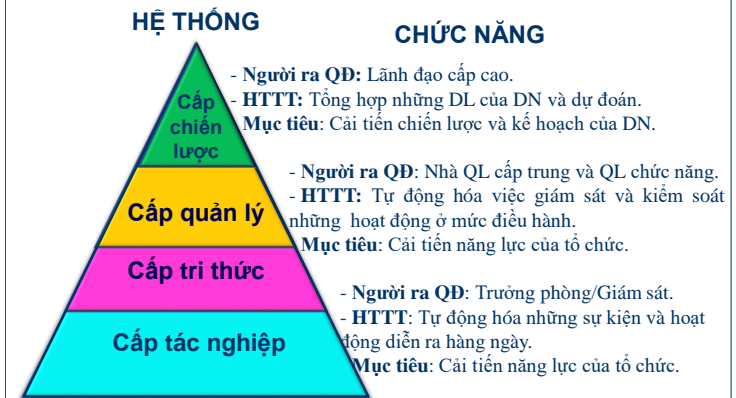 HỆ THỐNG
CHỨC NĂNG
Cấp
chiến
lược
- Người ra QĐ: Lãnh đạo cấp cao.
- HTTT: Tổng hợp những DL của DN và dự đoán.
Mục tiêu: Cải tiến chiến lược và kế hoạch của DN.
Cấp quản lý
- Người ra QĐ: Nhà QL cấp trung và QL chức năng.
- HTTT: Tự động hóa việc giám sát và kiểm soát
những hoạt động ở mức điều hành.
Mục tiêu: Cải tiến năng lực của tổ chức.
Cấp tri thức
Cấp tác nghiệp
- Người ra QĐ: Trưởng phòng/Giám sát.
- HTTT: Tự động hóa những sự kiện và hoạt
động diễn ra hàng ngày.
Mục tiêu: Cải tiến năng lực của tổ chức.